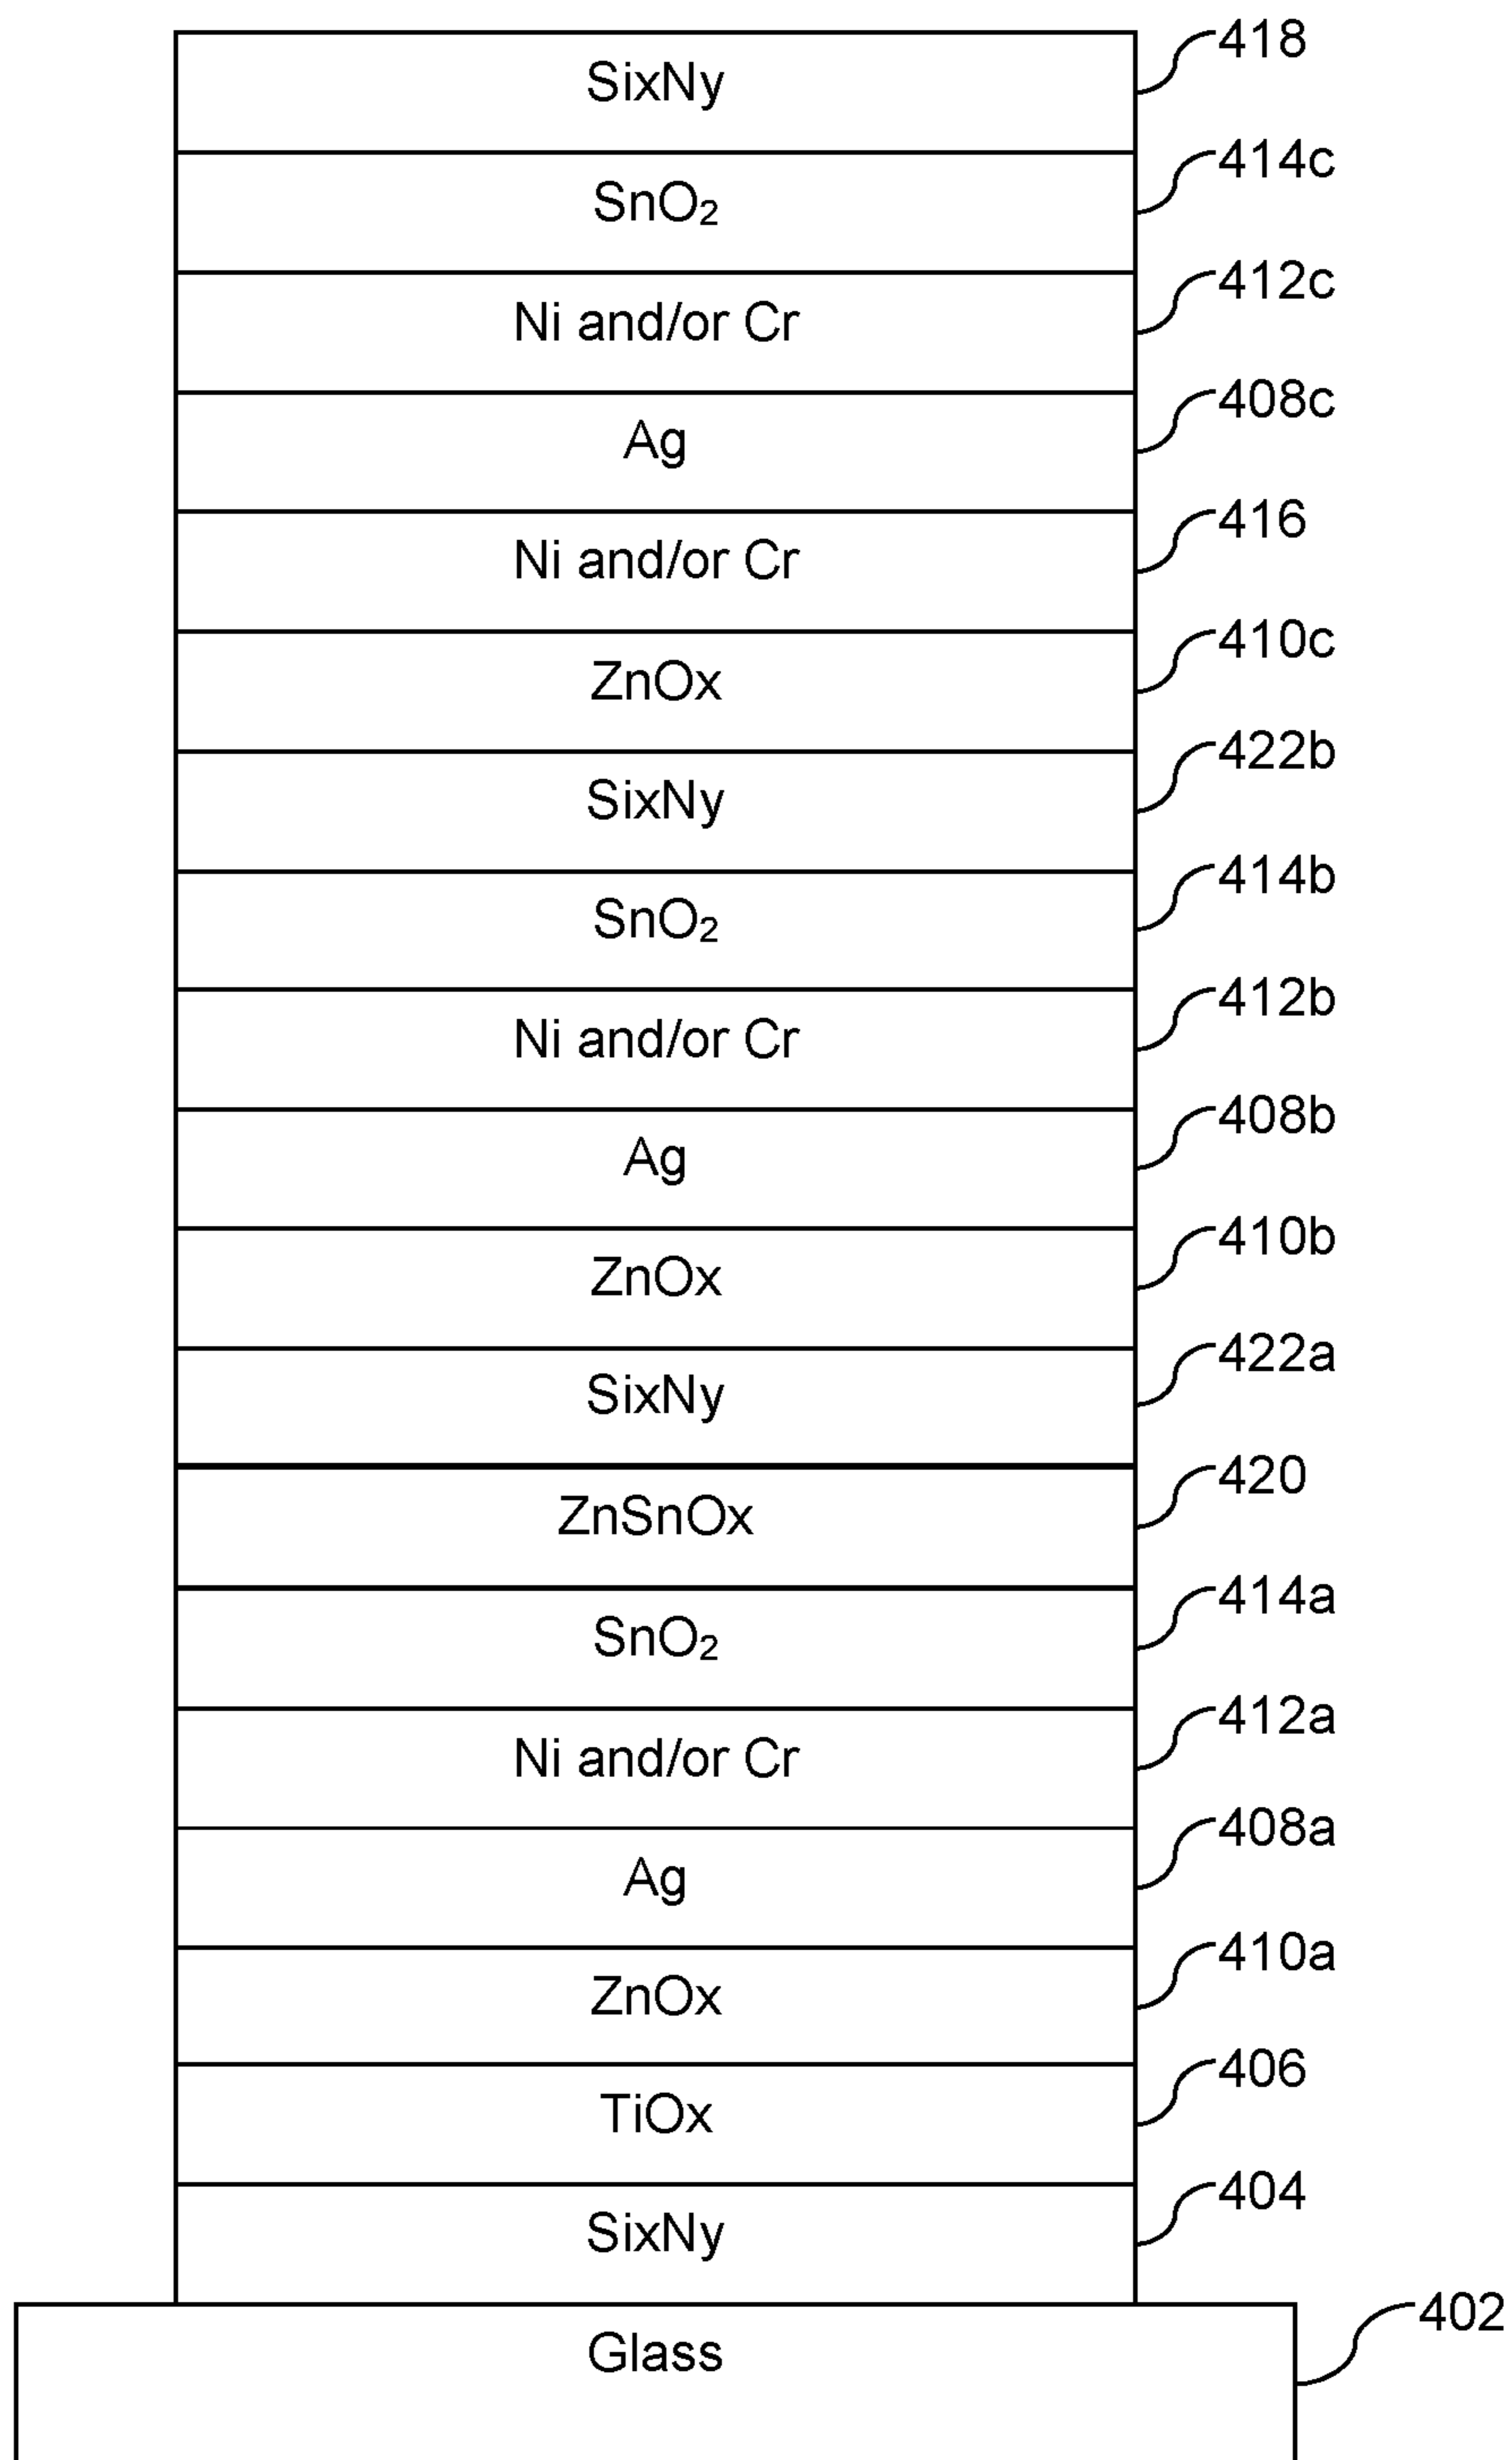 SixNy 418
SnO₂ 414c
Ni and/or Cr 412c
Ag 408c
Ni and/or Cr 416
ZnOx 410c
SixNy 422b
SnO₂ 414b
Ni and/or Cr 412b
Ag 408b
ZnOx 410b
SixNy 422a
ZnSnOx 420
SnO₂ 414a
Ni and/or Cr 412a
Ag 408a
ZnOx 410a
TiOx 406
SixNy 404
Glass 402